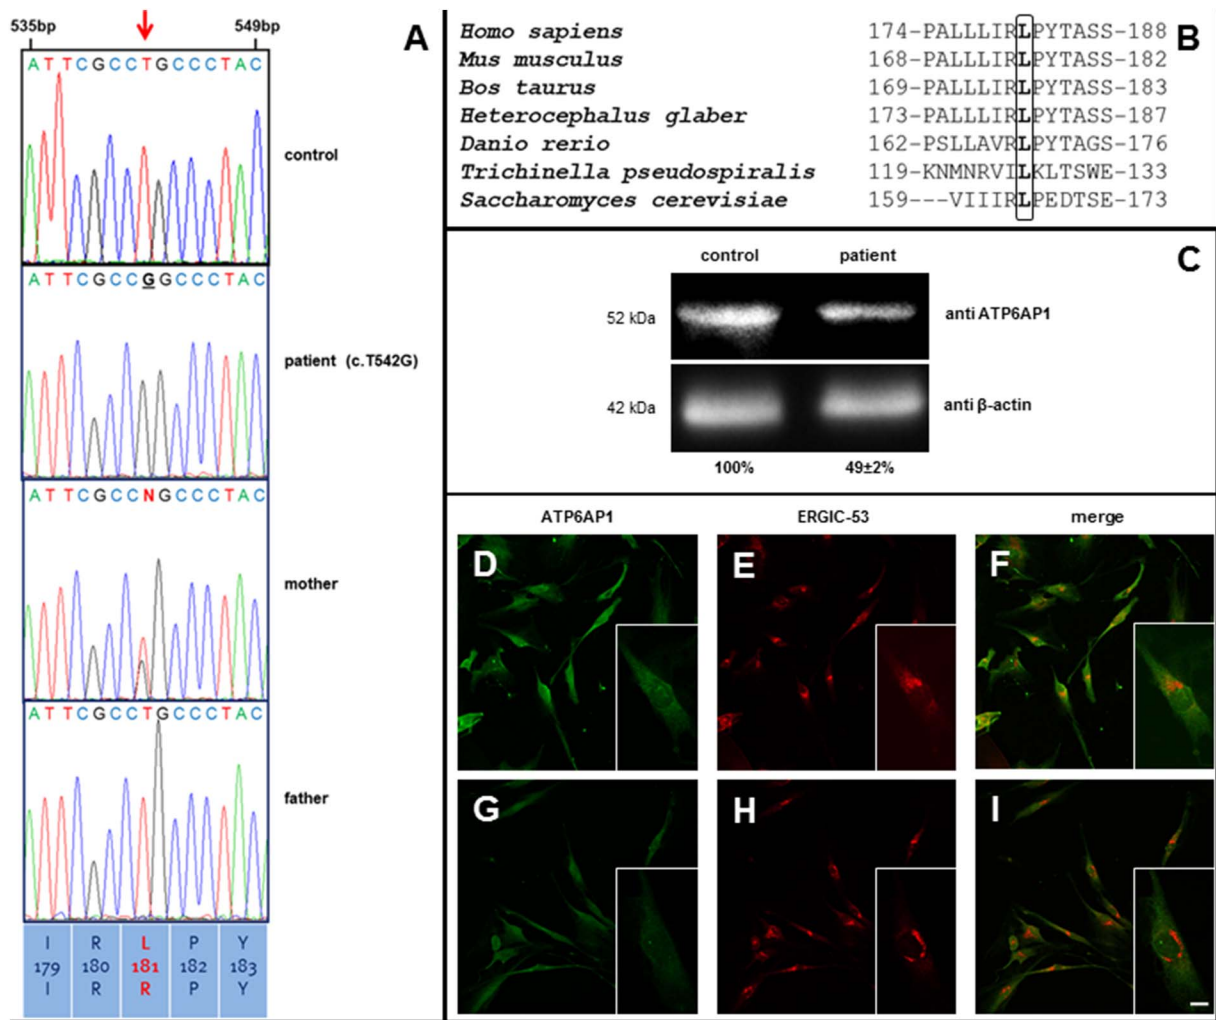 535bp 549bp A
ATTCGCCTGCCCTAC
control
ATTCGCCGGCCCTAC
patient (c.T542G)
ATTCGCCNGCCCTAC
mother
ATTCGCCTGCCCTAC
father
I R L P Y
179 180 181 182 183
I R R P Y
B
Homo sapiens 174-PALLLIRLPYTASS-188
Mus musculus 168-PALLLIRLPYTASS-182
Bos taurus 169-PALLLIRLPYTASS-183
Heterocephalus glaber 173-PALLLIRLPYTASS-187
Danio rerio 162-PSLLAVRLPYTAGS-176
Trichinella pseudospiralis 119-KNMNRVILKLTSWE-133
Saccharomyces cerevisiae 159---VIIIRLPEDTSE-173
C
control patient
52 kDa anti ATP6AP1
42 kDa anti β-actin
100% 49±2%
ATP6AP1 ERGIC-53 merge
D E F
G H I